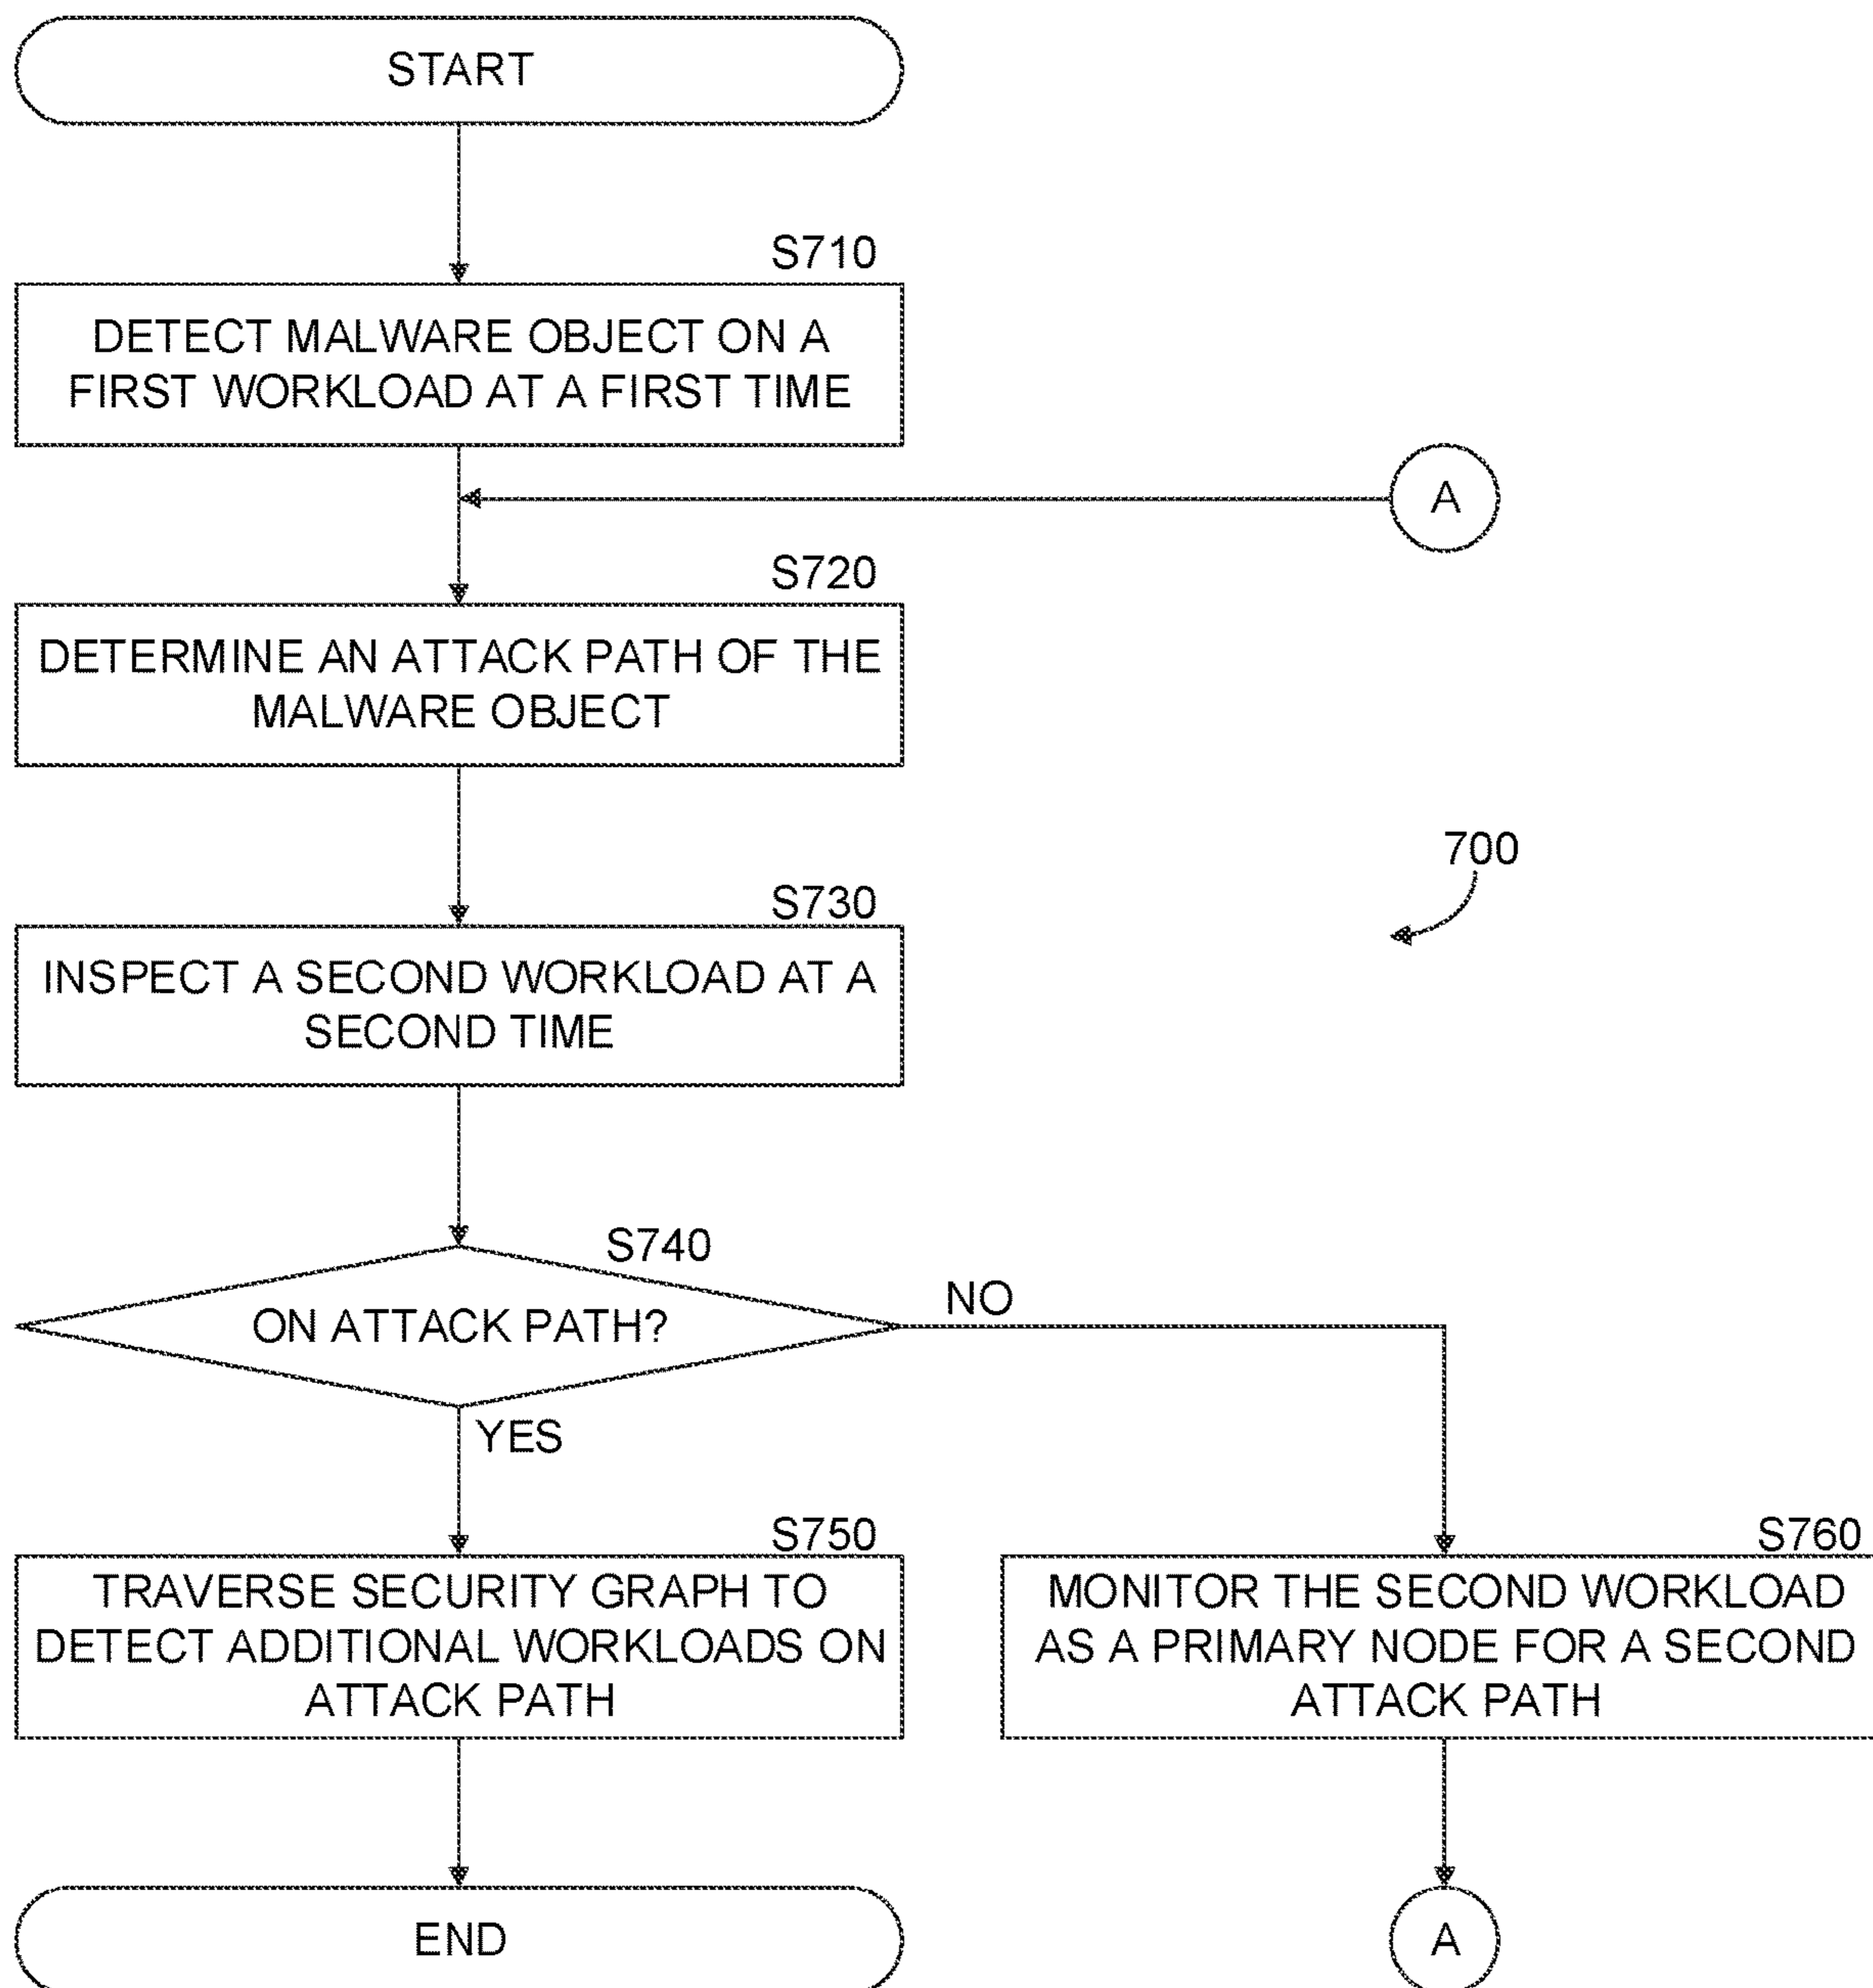 START
S710
DETECT MALWARE OBJECT ON A
FIRST WORKLOAD AT A FIRST TIME
A
S720
DETERMINE AN ATTACK PATH OF THE
MALWARE OBJECT
700
S730
INSPECT A SECOND WORKLOAD AT A
SECOND TIME
S740
ON ATTACK PATH?
NO
YES
S750
TRAVERSE SECURITY GRAPH TO
DETECT ADDITIONAL WORKLOADS ON
ATTACK PATH
S760
MONITOR THE SECOND WORKLOAD
AS A PRIMARY NODE FOR A SECOND
ATTACK PATH
END
A